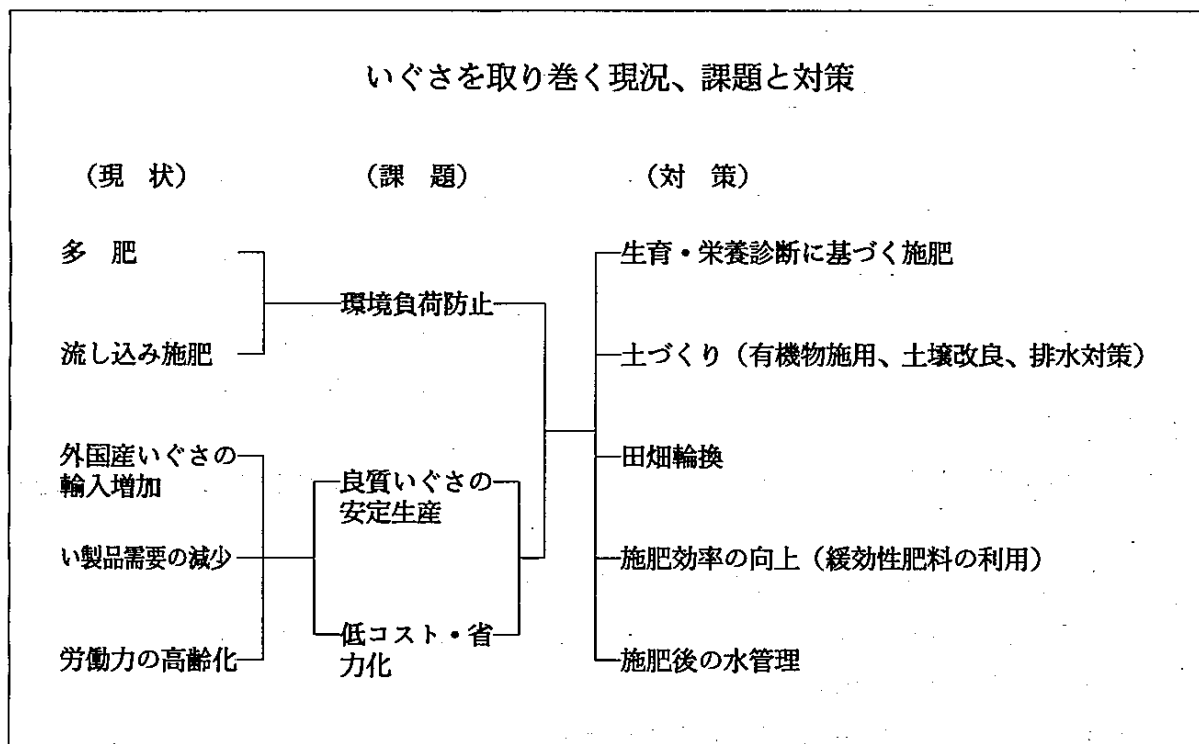 いぐさを取り巻く現況、課題と対策
（現　状）
（課　題）
（対　策）
多　肥
流し込み施肥
外国産いぐさの
輸入増加
い製品需要の減少
労働力の高齢化
環境負荷防止
良質いぐさの
安定生産
低コスト・省
力化
生育・栄養診断に基づく施肥
土づくり（有機物施用、土壌改良、排水対策）
田畑輪換
施肥効率の向上（緩効性肥料の利用）
施肥後の水管理